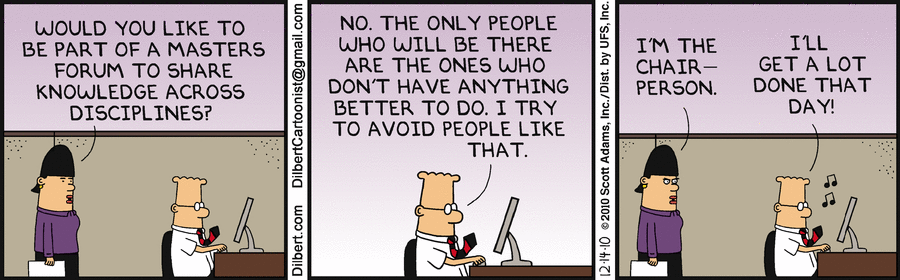 WOULD YOU LIKE TO
BE PART OF A MASTERS
FORUM TO SHARE
KNOWLEDGE ACROSS
DISCIPLINES?
Dilbert.com DilbertCartoonist@gmail.com
NO. THE ONLY PEOPLE
WHO WILL BE THERE
ARE THE ONES WHO
DON'T HAVE ANYTHING
BETTER TO DO. I TRY
TO AVOID PEOPLE LIKE
THAT.
12-14-10 ©2010 Scott Adams, Inc./Dist. by UFS, Inc.
I'M THE
CHAIR—
PERSON.
I'LL
GET A LOT
DONE THAT
DAY!